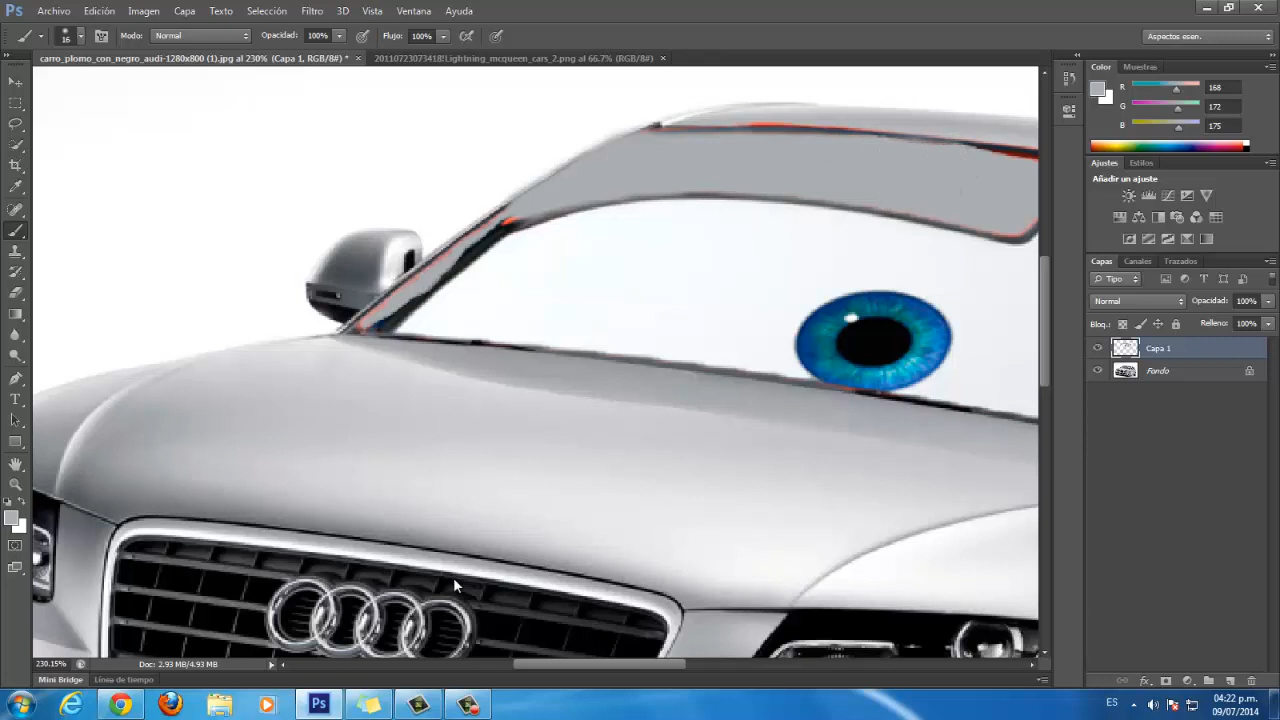 Ps Archivo Edición Imagen Capa Texto Selección Filtro 3D Vista Ventana Ayuda
16 Modo: Normal Opacidad: 100% Flujo: 100% Aspectos esen.
carro_plomo_con_negro_audi-1280x800 (1).jpg al 230% (Capa 1, RGB/8#) * × 20110723073418!Lightning_mcqueen_cars_2.png al 66.7% (RGB/8#) ×
Color Muestras
R 168
G 172
B 175
Ajustes Estilos
Añadir un ajuste
Capas Canales Trazados
Tipo
Normal Opacidad: 100%
Bloq.: Relleno: 100%
Capa 1
Fondo
230.15% Doc: 2.93 MB/4.93 MB
Mini Bridge Línea de tiempo
Ps ES 04:22 p.m.
09/07/2014